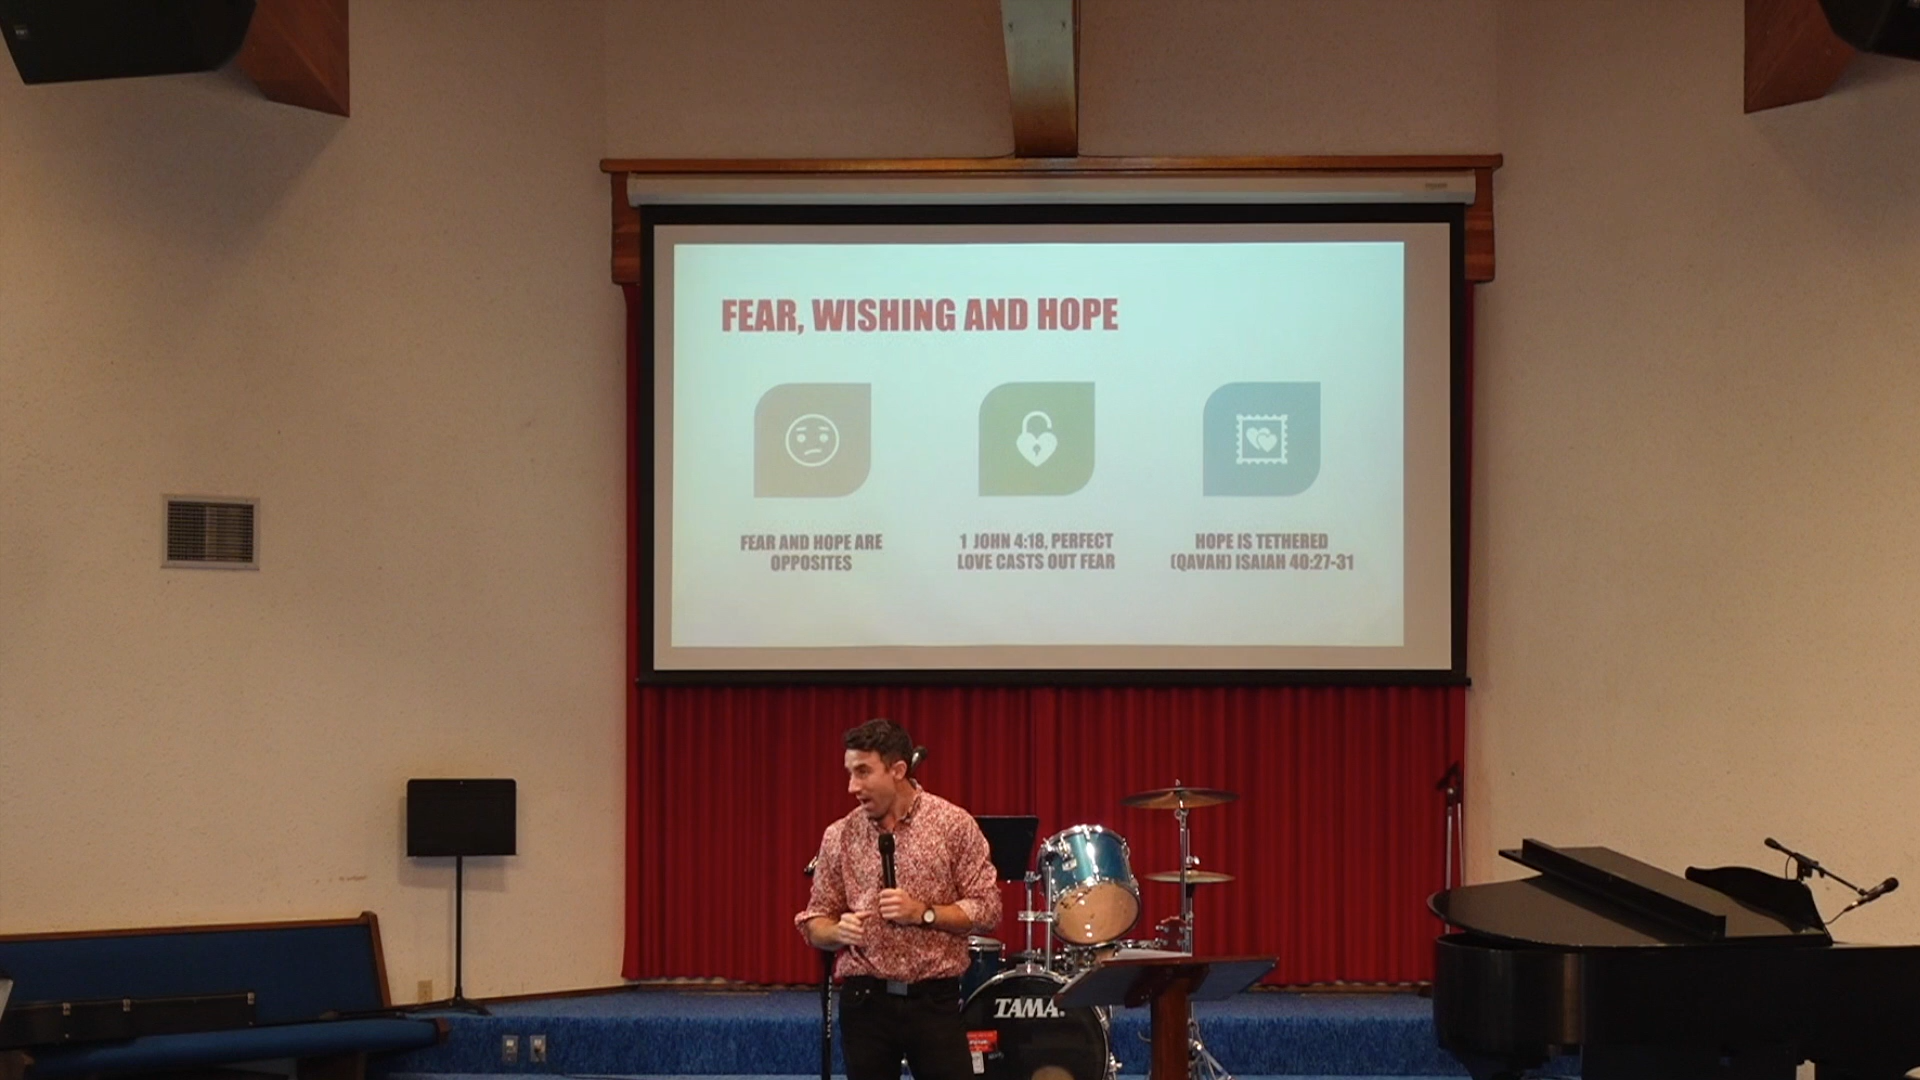 FEAR, WISHING AND HOPE
FEAR AND HOPE ARE
OPPOSITES
1 JOHN 4:18, PERFECT
LOVE CASTS OUT FEAR
HOPE IS TETHERED
(QAVAH) ISAIAH 40:27-31
TAMA.